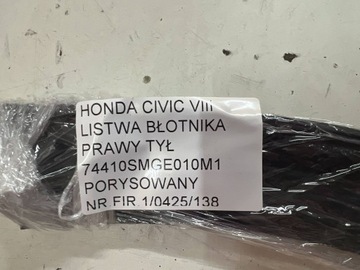 HONDA CIVIC VIII
LISTWA BŁOTNIKA
PRAWY TYŁ
74410SMGE010M1
PORYSOWANY
NR FIR 1/0425/138